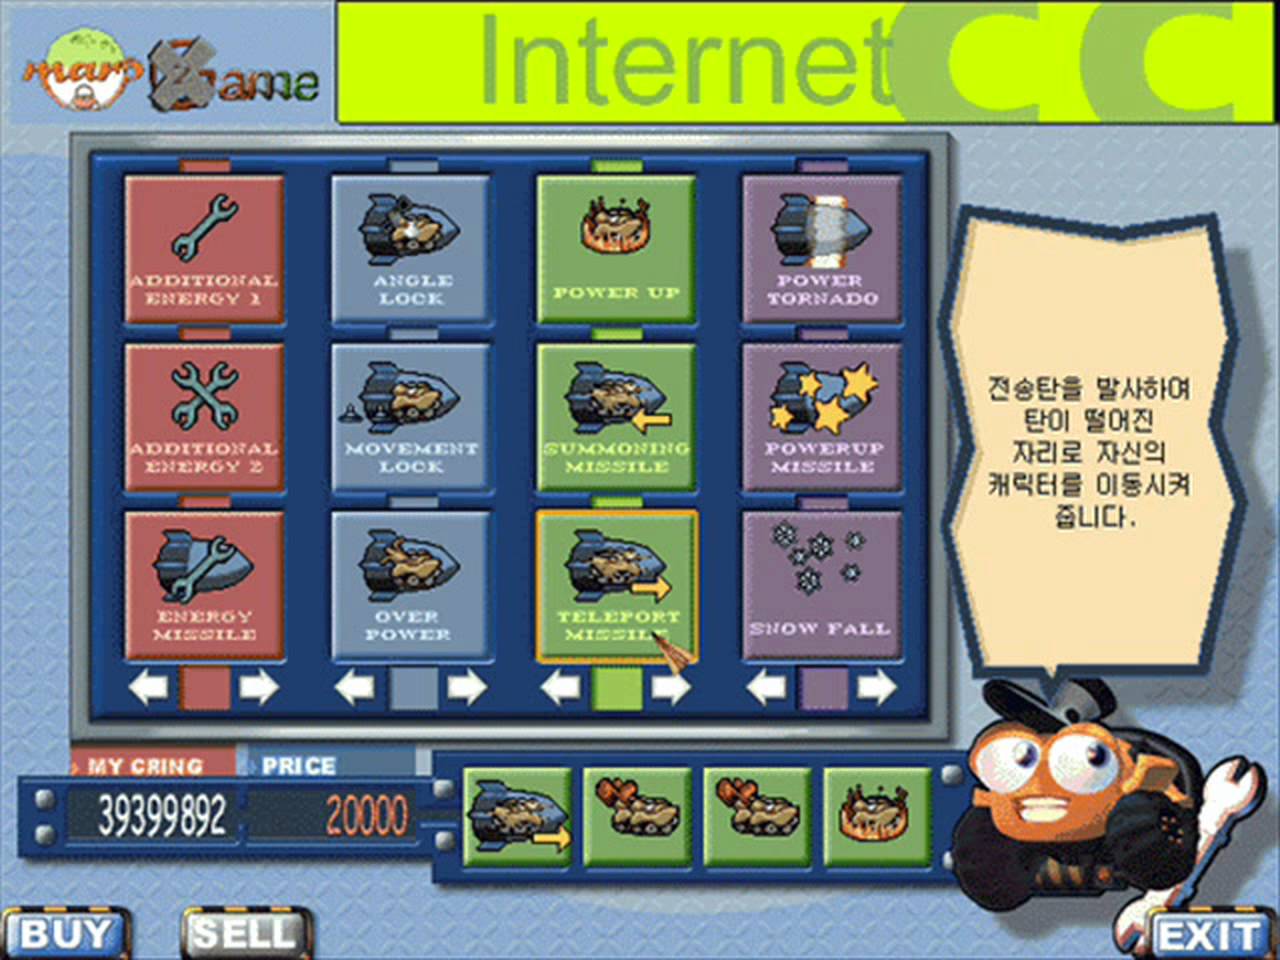 maro
X2game
Internet
CC
ADDITIONAL
ENERGY 1
ANGLE
LOCK
POWER UP
POWER
TORNADO
ADDITIONAL
ENERGY 2
MOVEMENT
LOCK
SUMMONING
MISSILE
POWERUP
MISSILE
ENERGY
MISSILE
OVER
POWER
TELEPORT
MISSILE
SNOW FALL
전송탄을 발사하여
탄이 떨어진
자리로 자신의
캐릭터를 이동시켜
줍니다.
MY CRING
PRICE
39399892
20000
BUY
SELL
EXIT